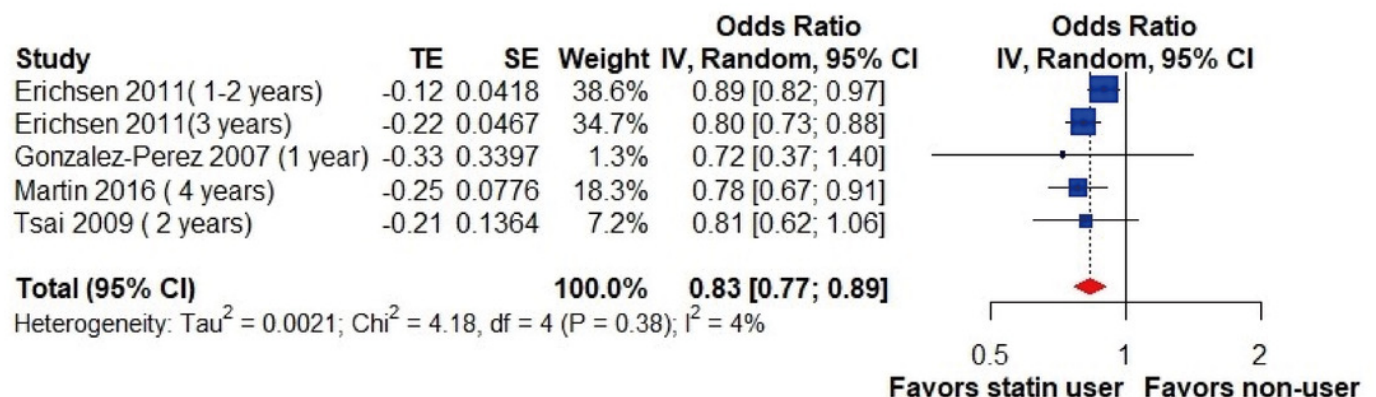 Odds Ratio Odds Ratio
Study TE SE Weight IV, Random, 95% CI IV, Random, 95% CI
Erichsen 2011( 1-2 years) -0.12 0.0418 38.6% 0.89 [0.82; 0.97]
Erichsen 2011(3 years) -0.22 0.0467 34.7% 0.80 [0.73; 0.88]
Gonzalez-Perez 2007 (1 year) -0.33 0.3397 1.3% 0.72 [0.37; 1.40]
Martin 2016 ( 4 years) -0.25 0.0776 18.3% 0.78 [0.67; 0.91]
Tsai 2009 ( 2 years) -0.21 0.1364 7.2% 0.81 [0.62; 1.06]
Total (95% CI) 100.0% 0.83 [0.77; 0.89]
Heterogeneity: Tau² = 0.0021; Chi² = 4.18, df = 4 (P = 0.38); I² = 4%
0.5 1 2
Favors statin user Favors non-user